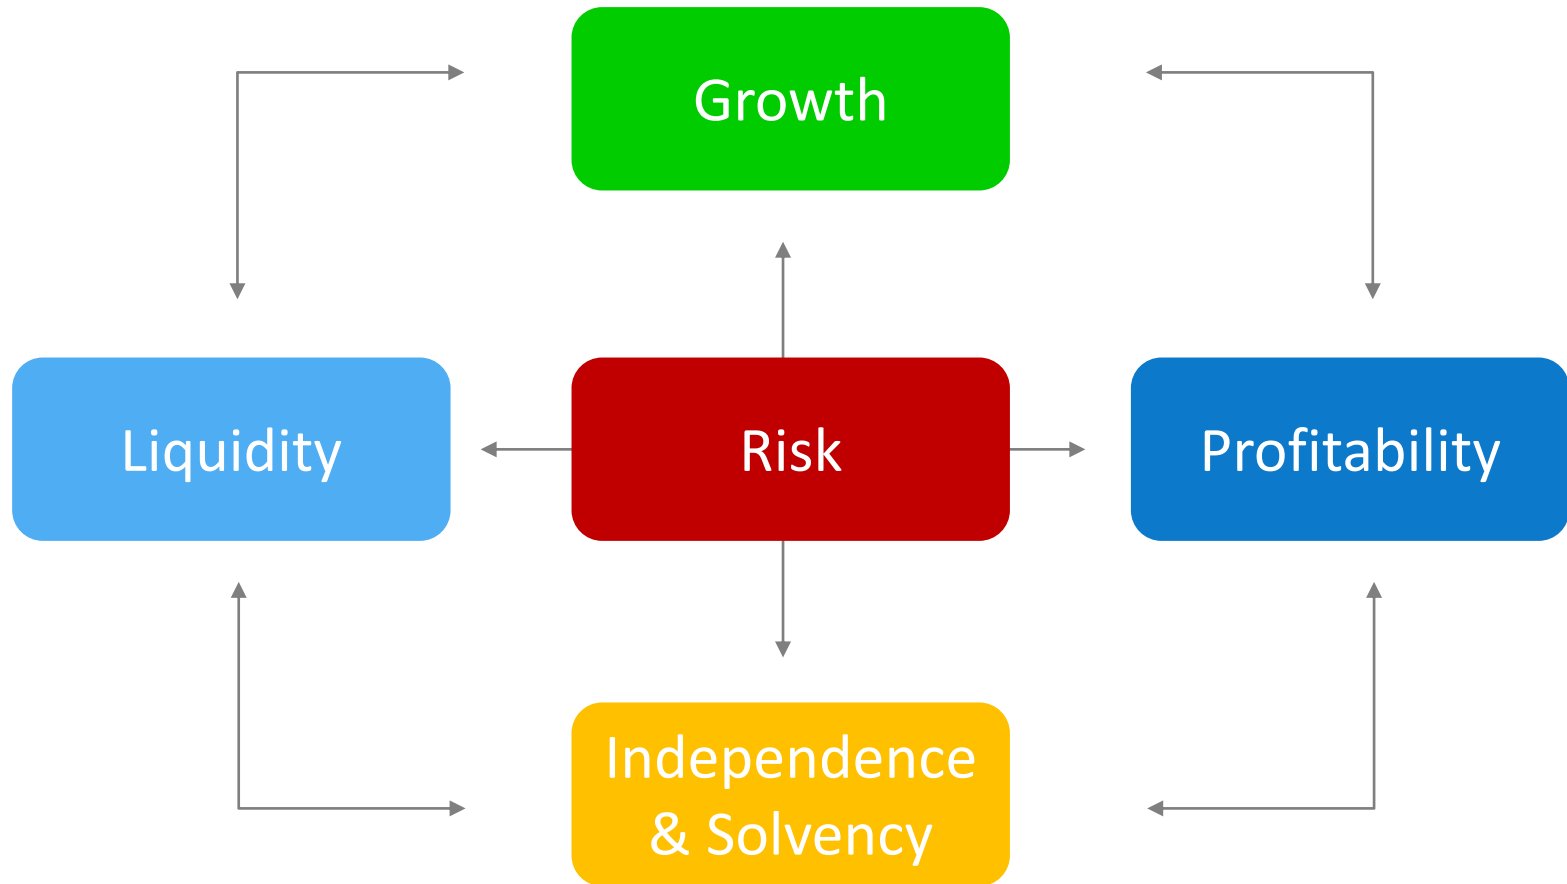 Growth
Liquidity
Risk
Profitability
Independence
& Solvency